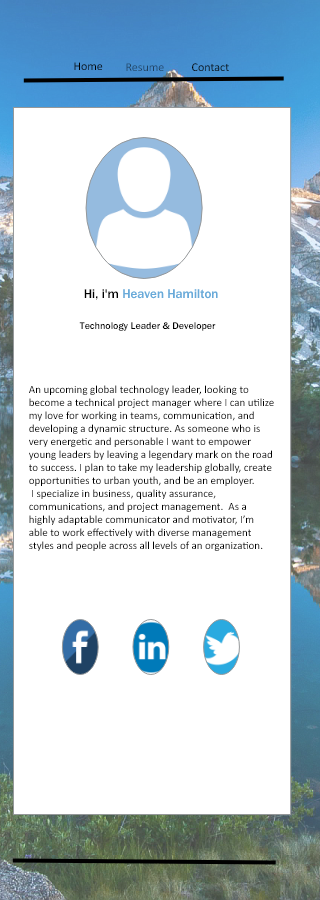 Home Resume Contact
Hi, i'm Heaven Hamilton
Technology Leader & Developer
An upcoming global technology leader, looking to
become a technical project manager where I can utilize
my love for working in teams, communication, and
developing a dynamic structure. As someone who is
very energetic and personable I want to empower
young leaders by leaving a legendary mark on the road
to success. I plan to take my leadership globally, create
opportunities to urban youth, and be an employer.
I specialize in business, quality assurance,
communications, and project management. As a
highly adaptable communicator and motivator, I'm
able to work effectively with diverse management
styles and people across all levels of an organization.
f in